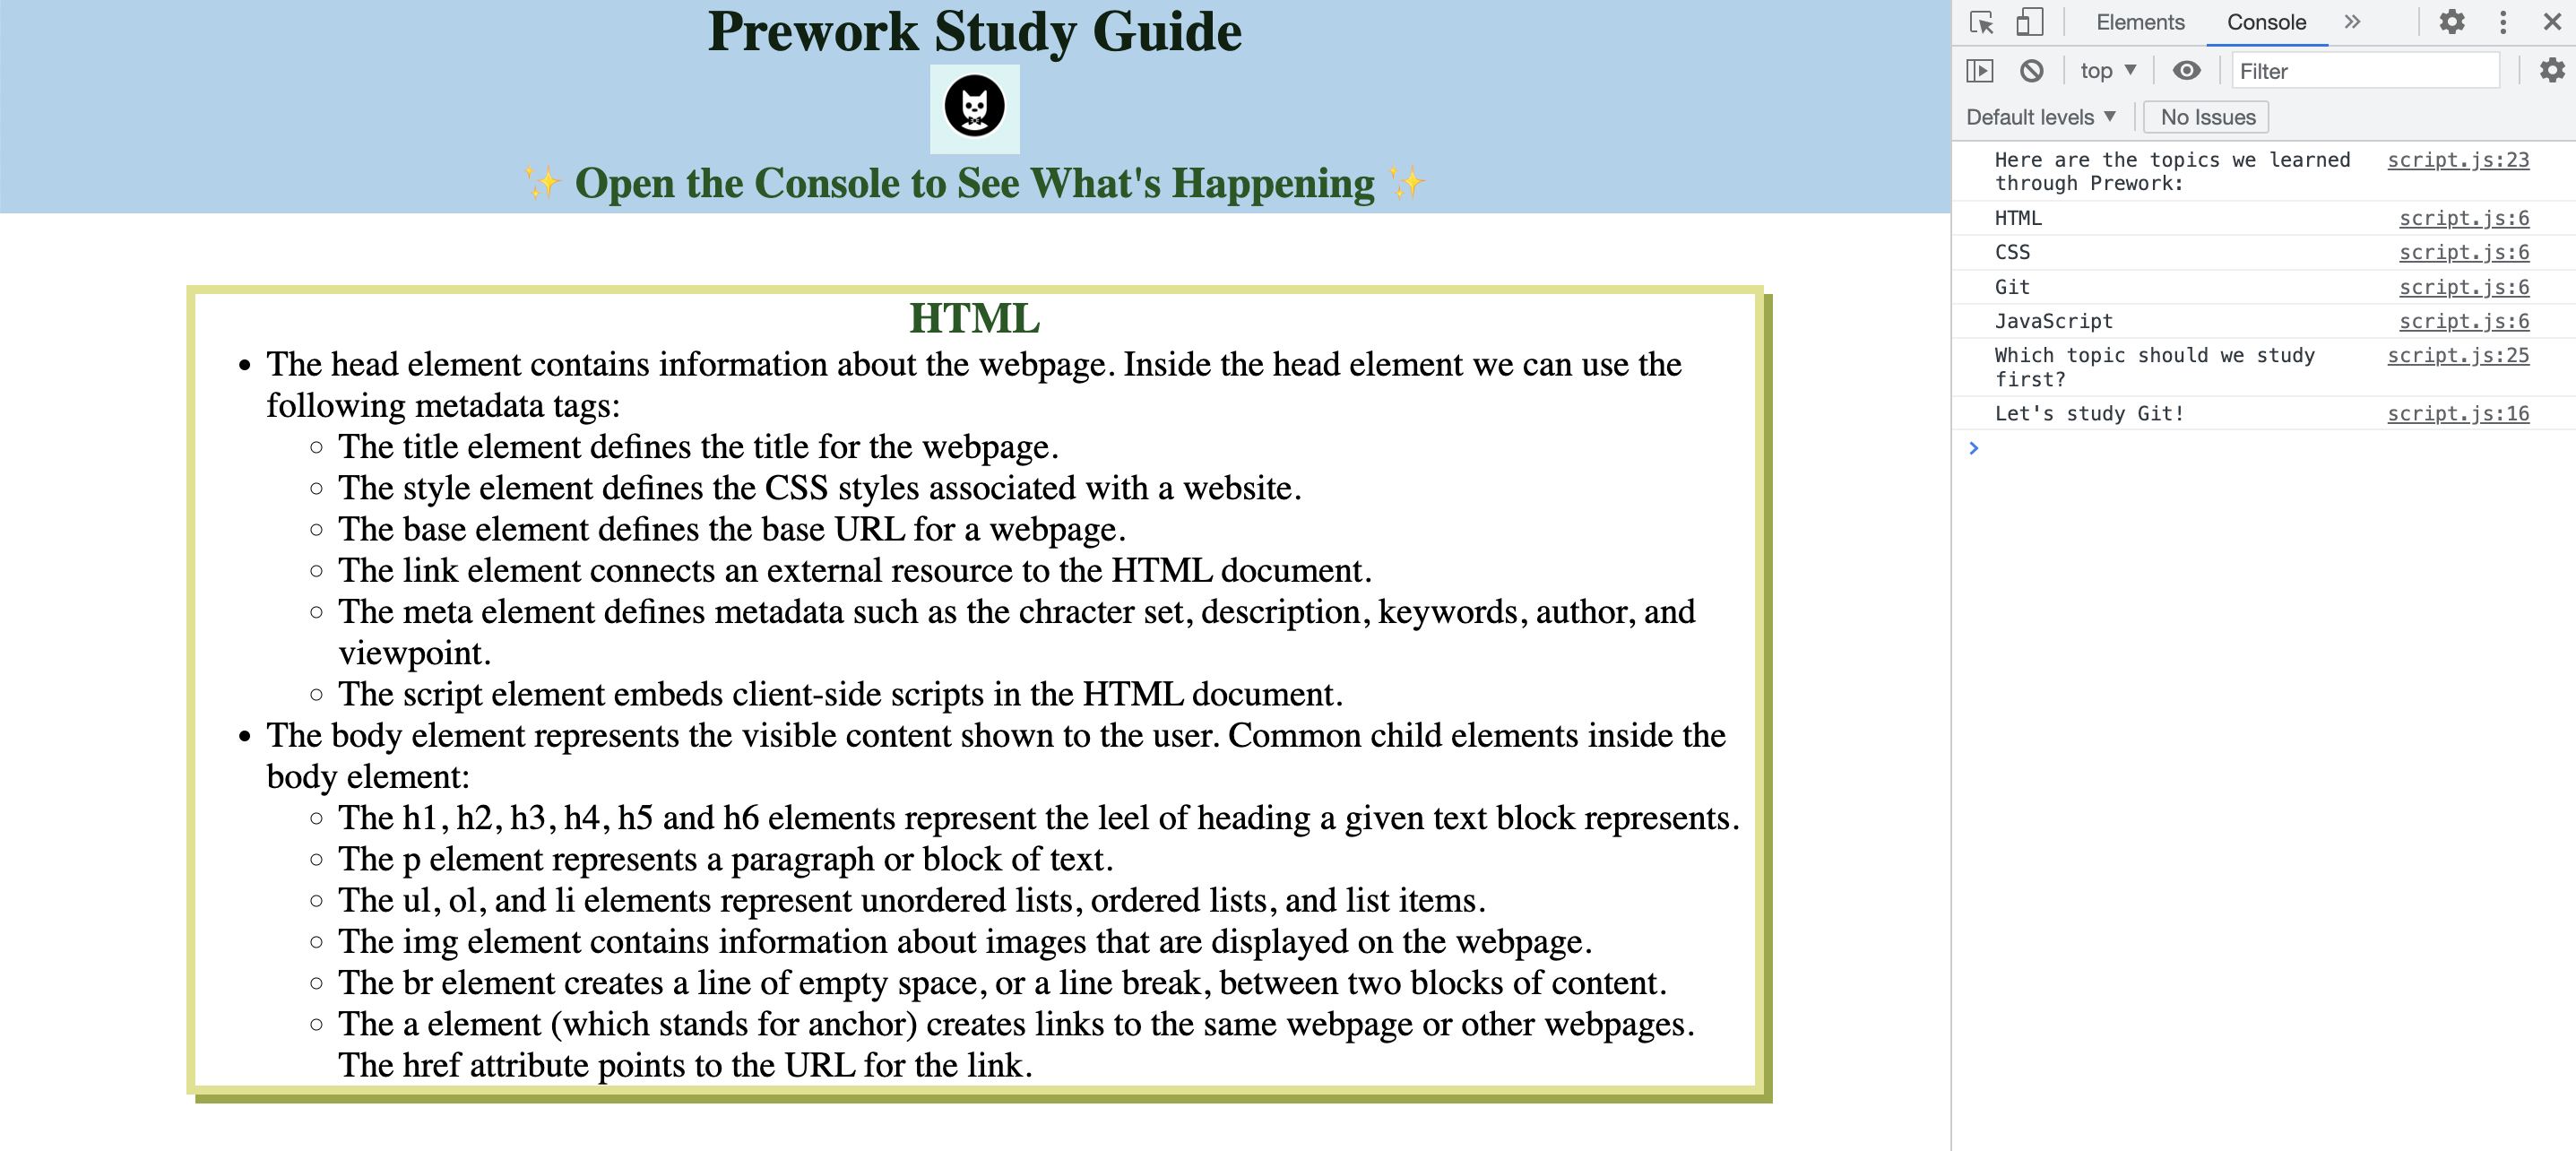 Prework Study Guide
✨ Open the Console to See What's Happening ✨
HTML
• The head element contains information about the webpage. Inside the head element we can use the
following metadata tags:
◦ The title element defines the title for the webpage.
◦ The style element defines the CSS styles associated with a website.
◦ The base element defines the base URL for a webpage.
◦ The link element connects an external resource to the HTML document.
◦ The meta element defines metadata such as the chracter set, description, keywords, author, and
viewpoint.
◦ The script element embeds client-side scripts in the HTML document.
• The body element represents the visible content shown to the user. Common child elements inside the
body element:
◦ The h1, h2, h3, h4, h5 and h6 elements represent the leel of heading a given text block represents.
◦ The p element represents a paragraph or block of text.
◦ The ul, ol, and li elements represent unordered lists, ordered lists, and list items.
◦ The img element contains information about images that are displayed on the webpage.
◦ The br element creates a line of empty space, or a line break, between two blocks of content.
◦ The a element (which stands for anchor) creates links to the same webpage or other webpages.
The href attribute points to the URL for the link.
Elements Console »
top ▼ Filter
Default levels ▼ No Issues
Here are the topics we learned script.js:23
through Prework:
HTML script.js:6
CSS script.js:6
Git script.js:6
JavaScript script.js:6
Which topic should we study script.js:25
first?
Let's study Git! script.js:16